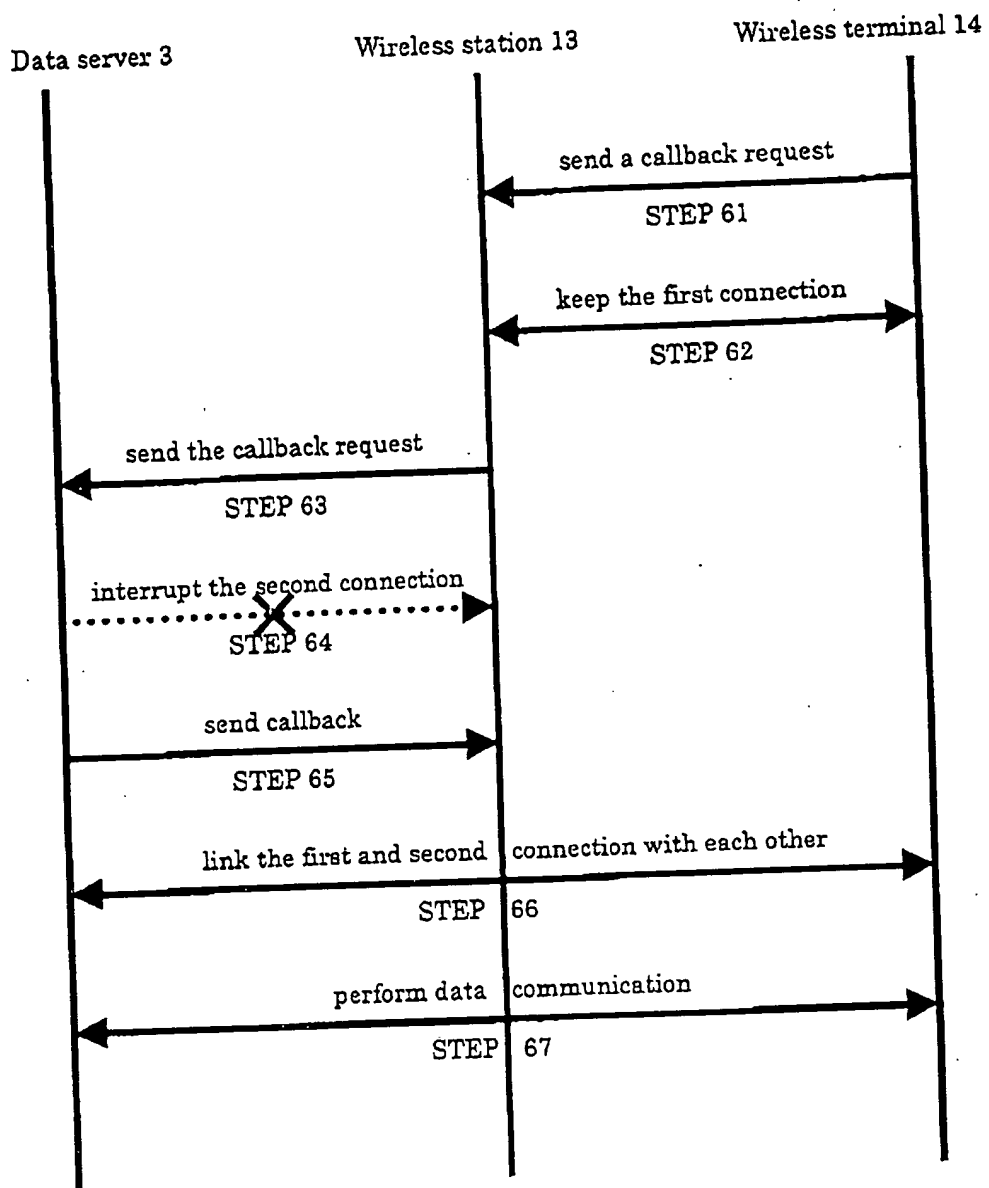 Data server 3
Wireless station 13
Wireless terminal 14
send a callback request
STEP 61
keep the first connection
STEP 62
send the callback request
STEP 63
interrupt the second connection
STEP 64
send callback
STEP 65
link the first and second connection with each other
STEP 66
perform data communication
STEP 67